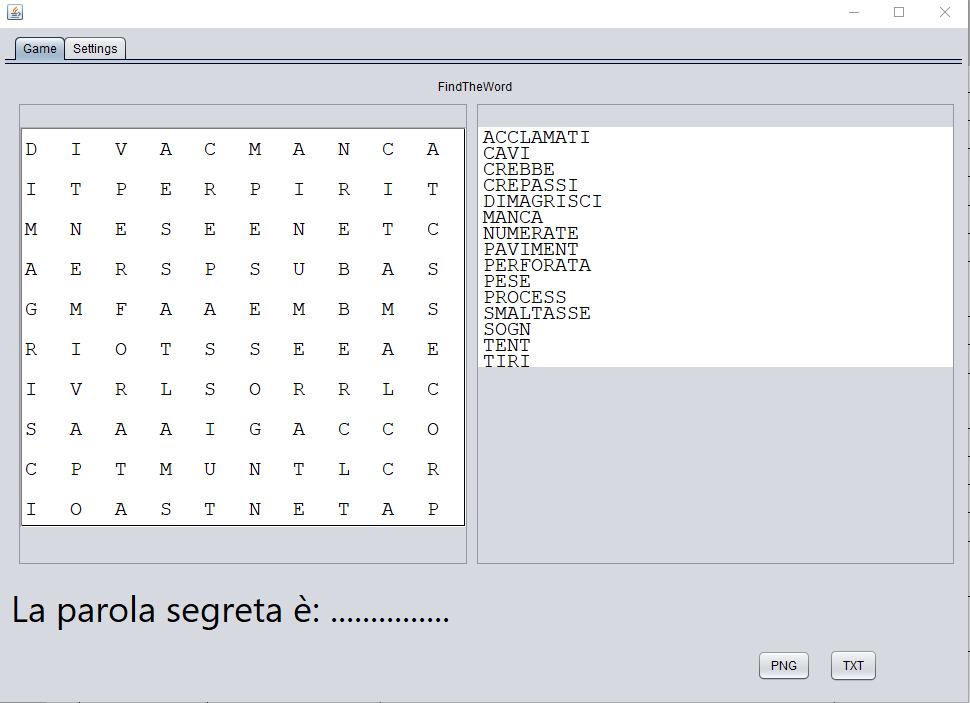 Game Settings
FindTheWord
D I V A C M A N C A
I T P E R P I R I T
M N E S E E N E T C
A E R S P S U B A S
G M F A A E M B M S
R I O T S S E E A E
I V R L S O R R L C
S A A A I G A C C O
C P T M U N T L C R
I O A S T N E T A P
ACCLAMATI
CAVI
CREBBE
CREPASSI
DIMAGRISCI
MANCA
NUMERATE
PAVIMENT
PERFORATA
PESE
PROCESS
SMALTASSE
SOGN
TENT
TIRI
La parola segreta è: ...............
PNG TXT